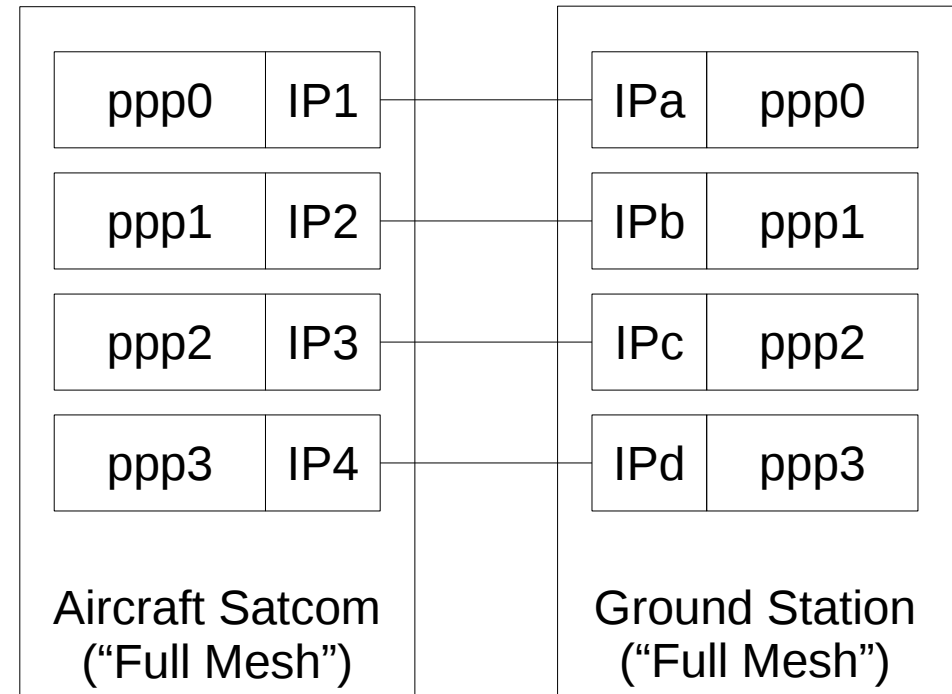 ppp0 IP1 IPa ppp0
ppp1 IP2 IPb ppp1
ppp2 IP3 IPc ppp2
ppp3 IP4 IPd ppp3
Aircraft Satcom
(“Full Mesh”)
Ground Station
(“Full Mesh”)